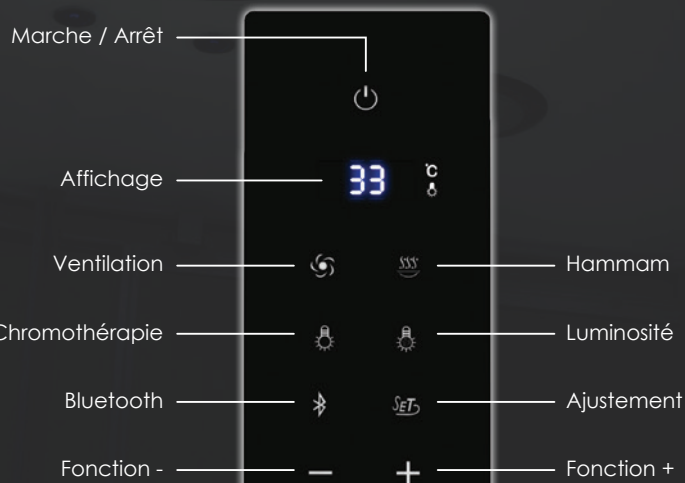 Marche / Arrêt
Affichage
33 °C
Ventilation
Hammam
Chromothérapie
Luminosité
Bluetooth
SET
Ajustement
Fonction -
Fonction +